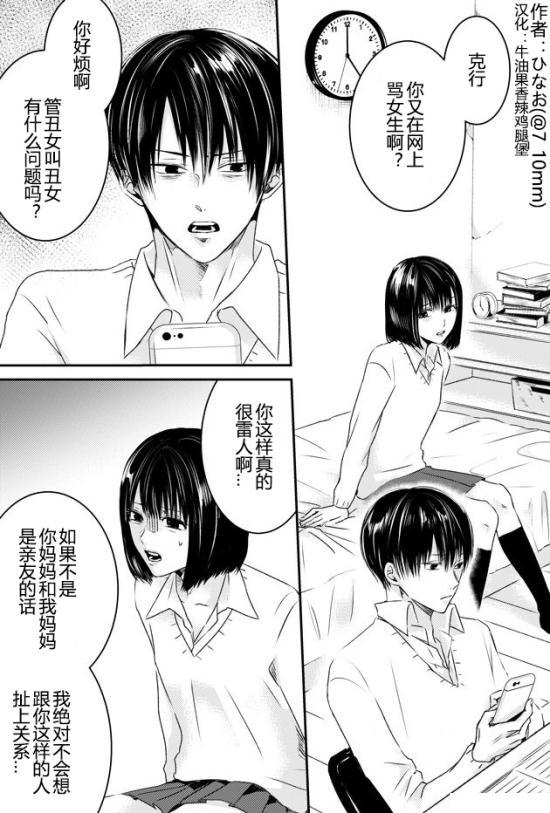 作者：ひなお(@7_10mm)
汉化：牛油果香辣鸡腿堡
克行
你又在网上
骂女生啊？
你好烦啊
管丑女叫丑女
有什么问题吗？
你这样真的
很雷人啊…
如果不是
你妈妈和我妈妈
是亲友的话
我绝对不会想
跟你这样的人
扯上关系…